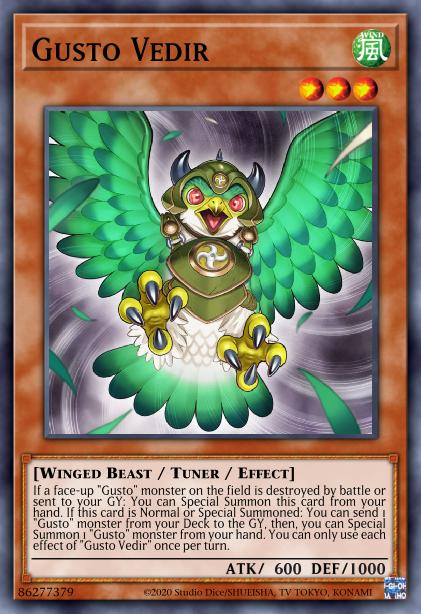 GUSTO VEDIR
WIND
風
[WINGED BEAST / TUNER / EFFECT]
If a face-up "Gusto" monster on the field is destroyed by battle or
sent to your GY: You can Special Summon this card from your
hand. If this card is Normal or Special Summoned: You can send 1
"Gusto" monster from your Deck to the GY, then, you can Special
Summon 1 "Gusto" monster from your hand. You can only use each
effect of "Gusto Vedir" once per turn.
ATK/ 600 DEF/1000
86277379
©2020 Studio Dice/SHUEISHA, TV TOKYO, KONAMI